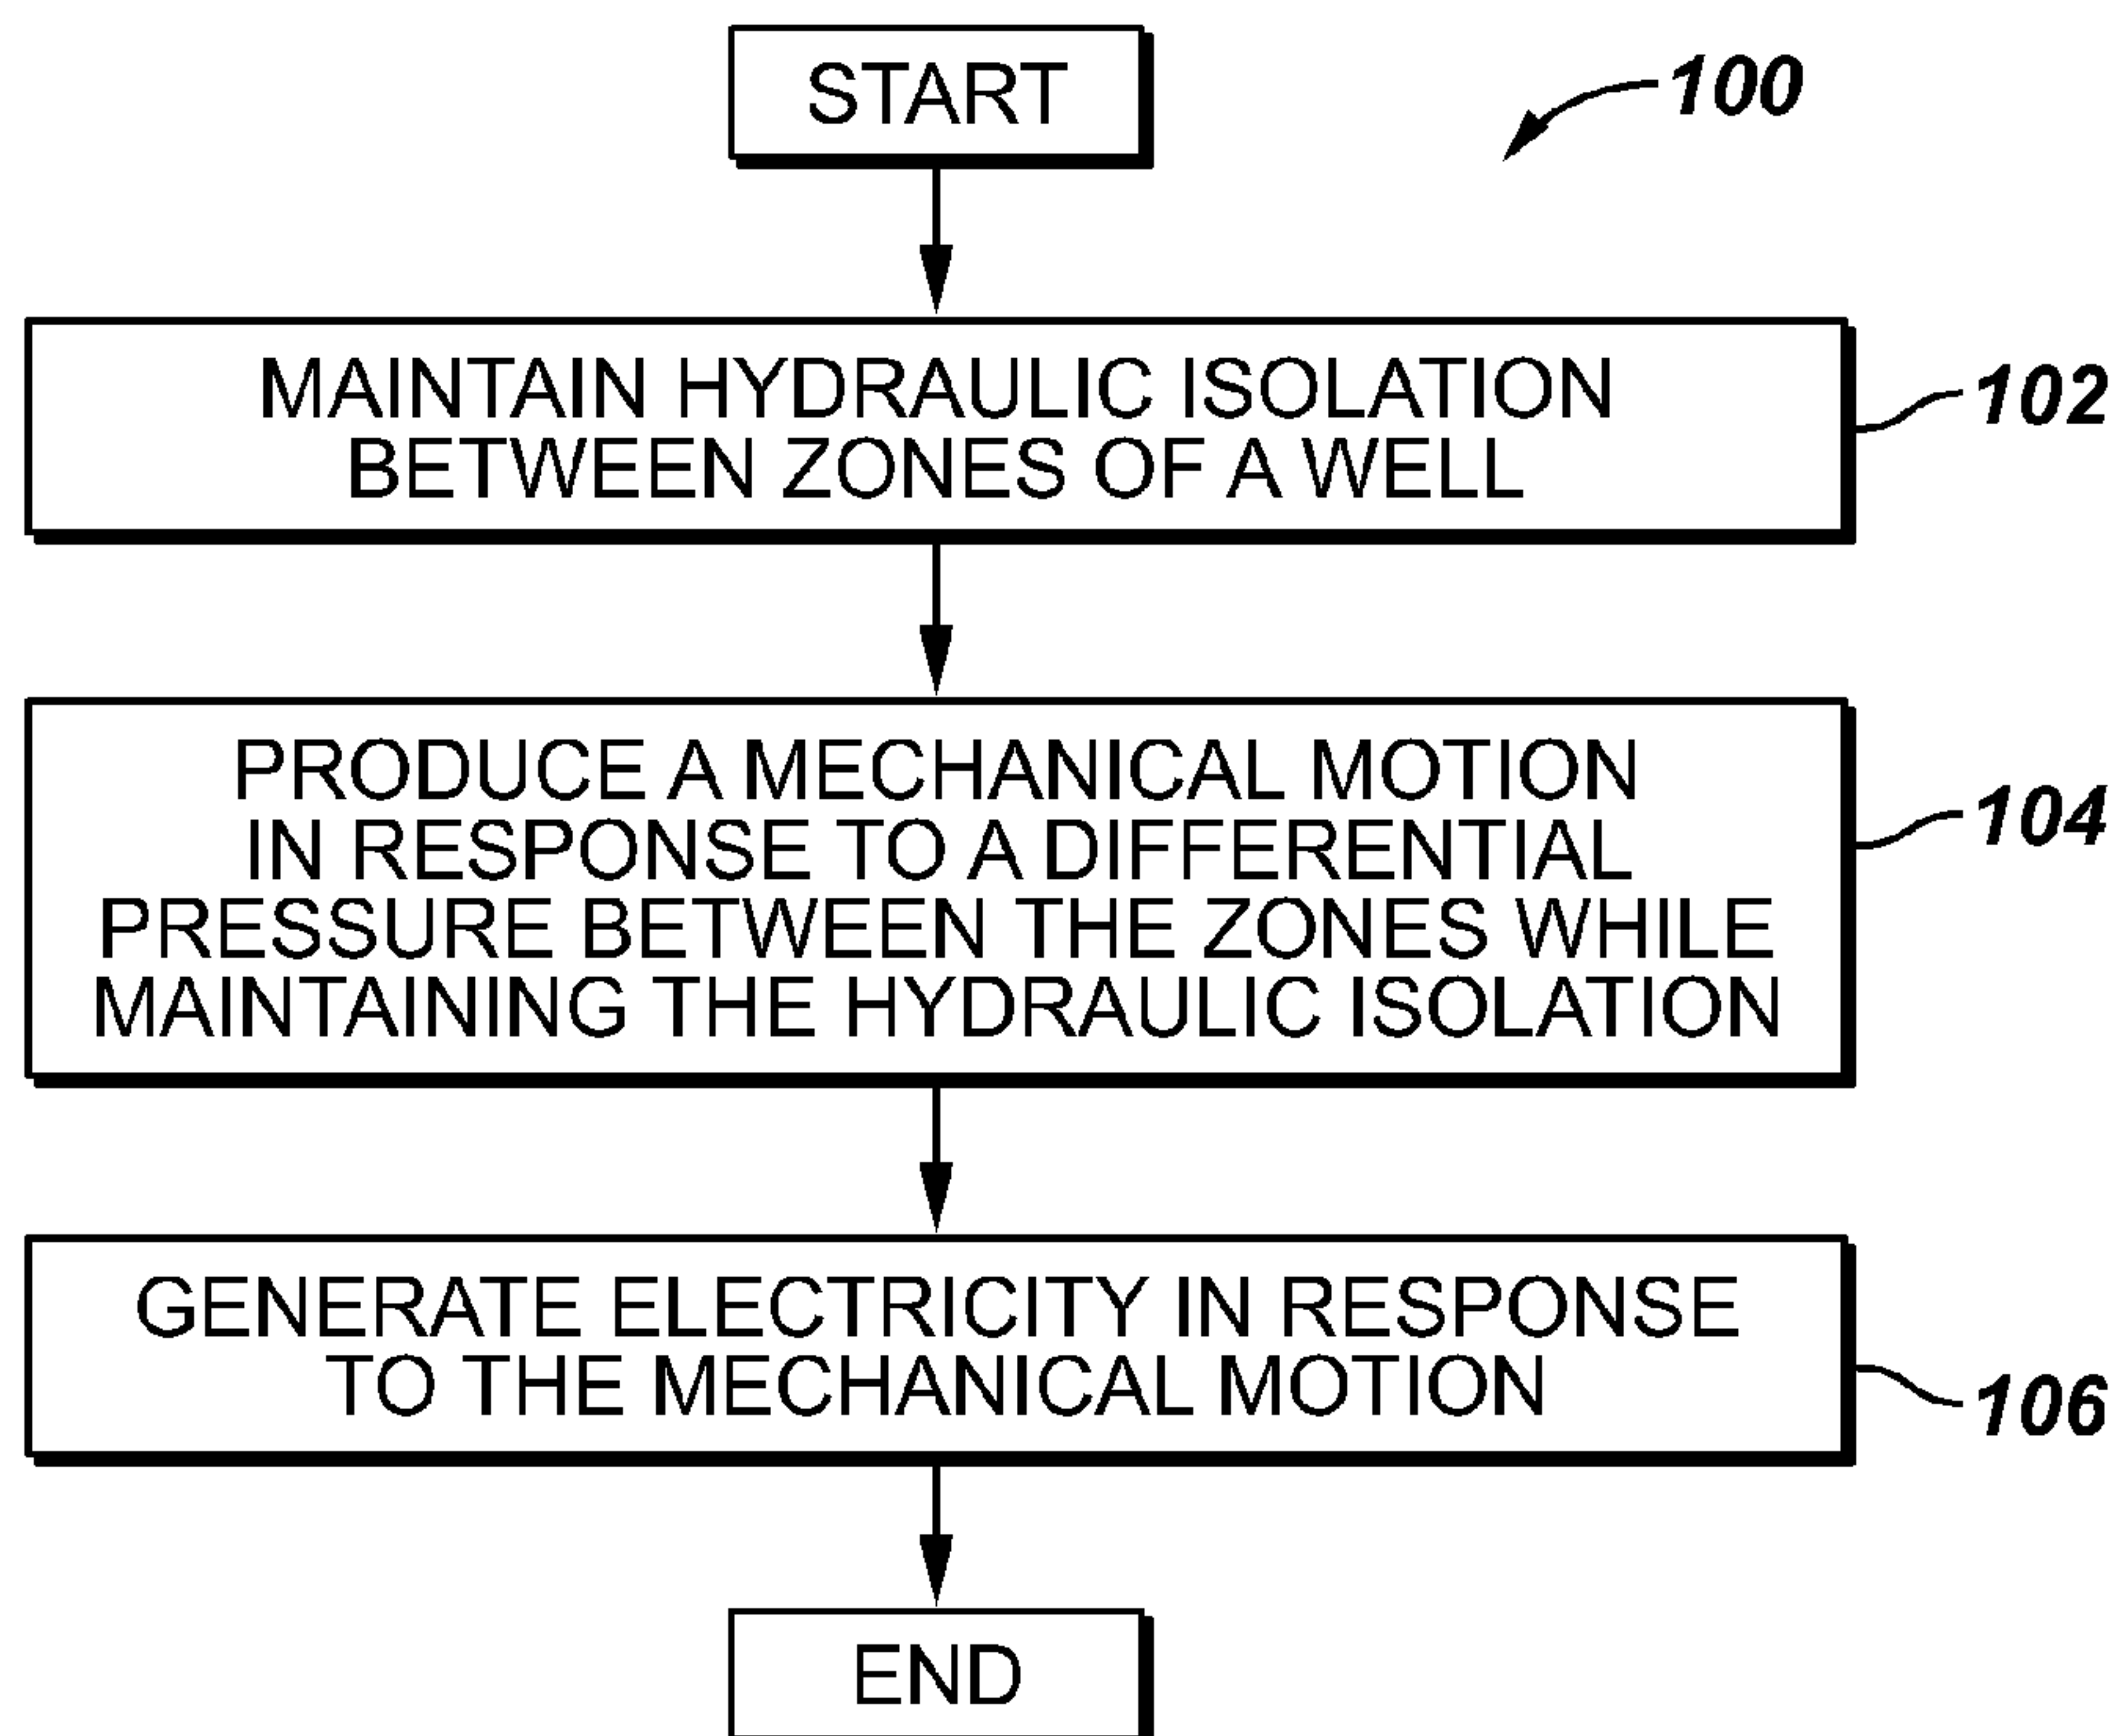 START
100
MAINTAIN HYDRAULIC ISOLATION
BETWEEN ZONES OF A WELL
102
PRODUCE A MECHANICAL MOTION
IN RESPONSE TO A DIFFERENTIAL
PRESSURE BETWEEN THE ZONES WHILE
MAINTAINING THE HYDRAULIC ISOLATION
104
GENERATE ELECTRICITY IN RESPONSE
TO THE MECHANICAL MOTION
106
END